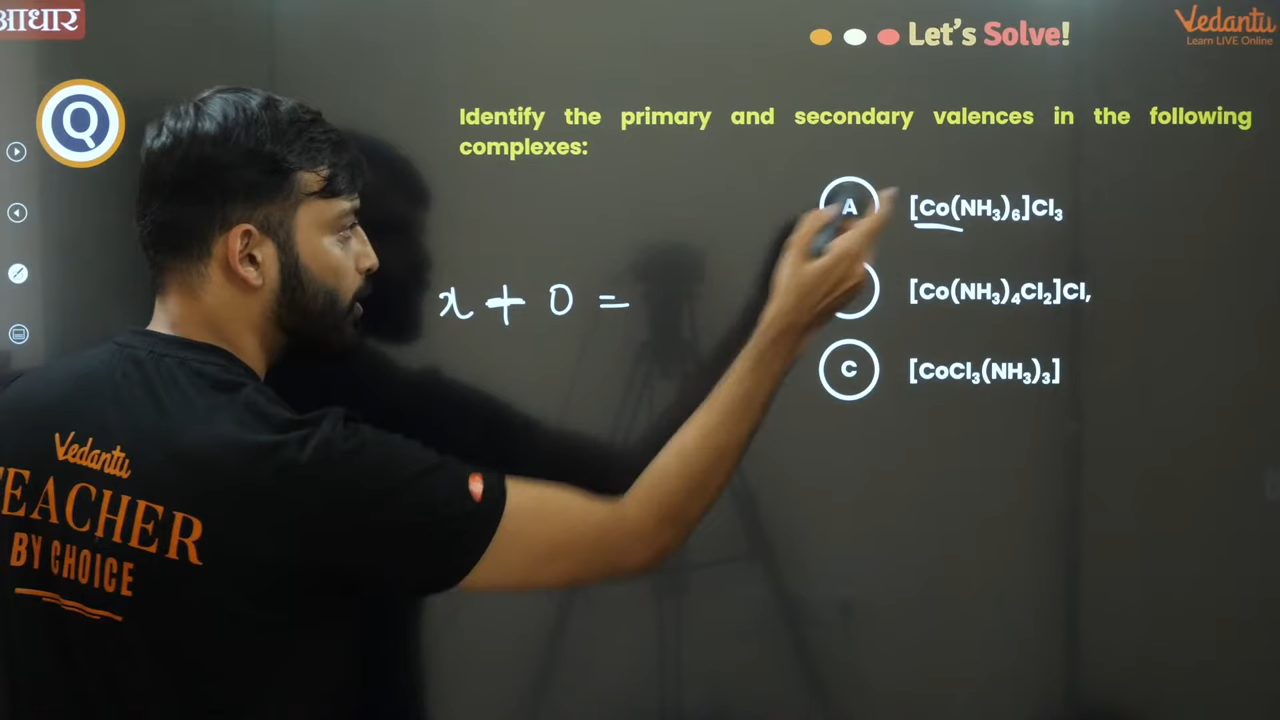 आधार
Let's Solve!
Vedantu
Learn LIVE Online
Q
Identify the primary and secondary valences in the following
complexes:
A [Co(NH₃)₆]Cl₃
x + 0 =
[Co(NH₃)₄Cl₂]Cl,
C [CoCl₃(NH₃)₃]
Vedantu
TEACHER
BY CHOICE